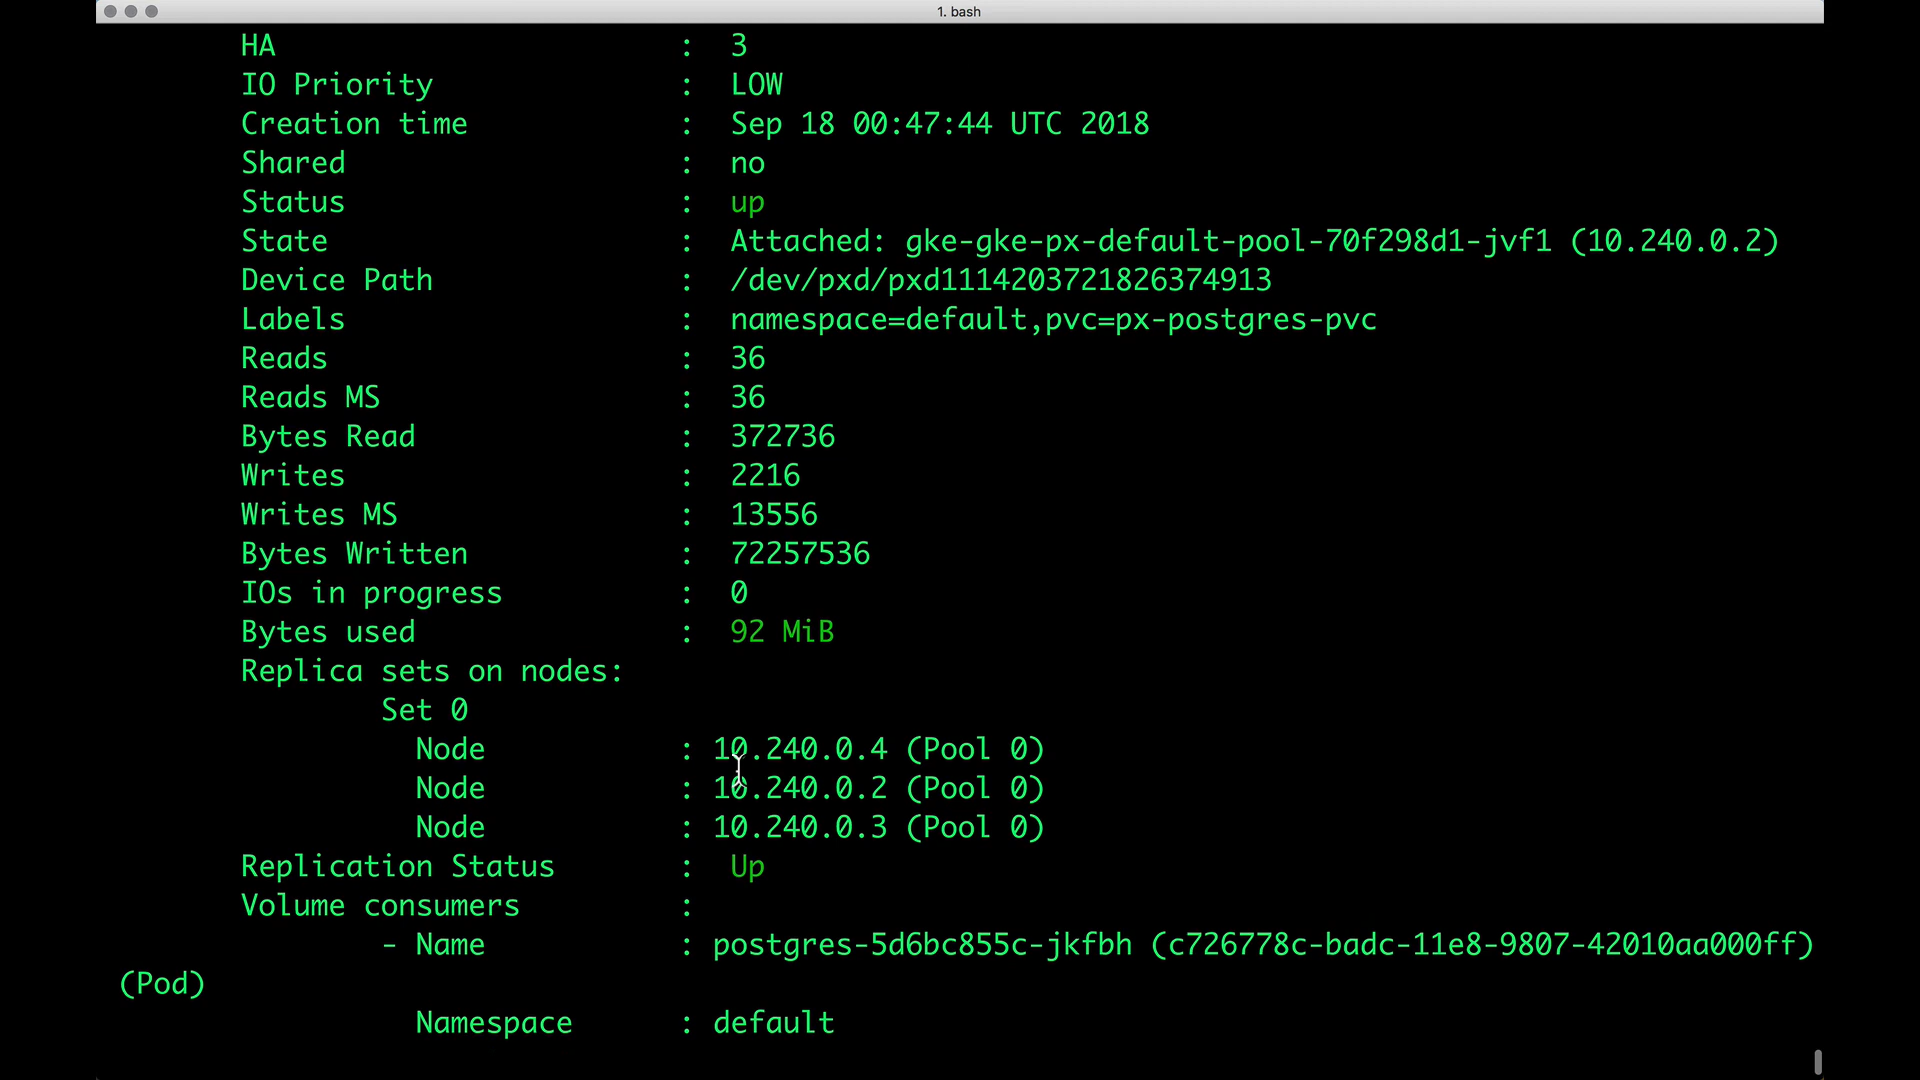 1. bash
HA : 3
IO Priority : LOW
Creation time : Sep 18 00:47:44 UTC 2018
Shared : no
Status : up
State : Attached: gke-gke-px-default-pool-70f298d1-jvf1 (10.240.0.2)
Device Path : /dev/pxd/pxd1114203721826374913
Labels : namespace=default,pvc=px-postgres-pvc
Reads : 36
Reads MS : 36
Bytes Read : 372736
Writes : 2216
Writes MS : 13556
Bytes Written : 72257536
IOs in progress : 0
Bytes used : 92 MiB
Replica sets on nodes:
Set 0
Node : 10.240.0.4 (Pool 0)
Node : 10.240.0.2 (Pool 0)
Node : 10.240.0.3 (Pool 0)
Replication Status : Up
Volume consumers :
- Name : postgres-5d6bc855c-jkfbh (c726778c-badc-11e8-9807-42010aa000ff)
(Pod)
Namespace : default